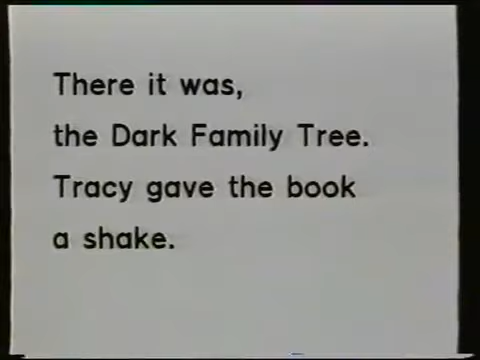 There it was,
the Dark Family Tree.
Tracy gave the book
a shake.